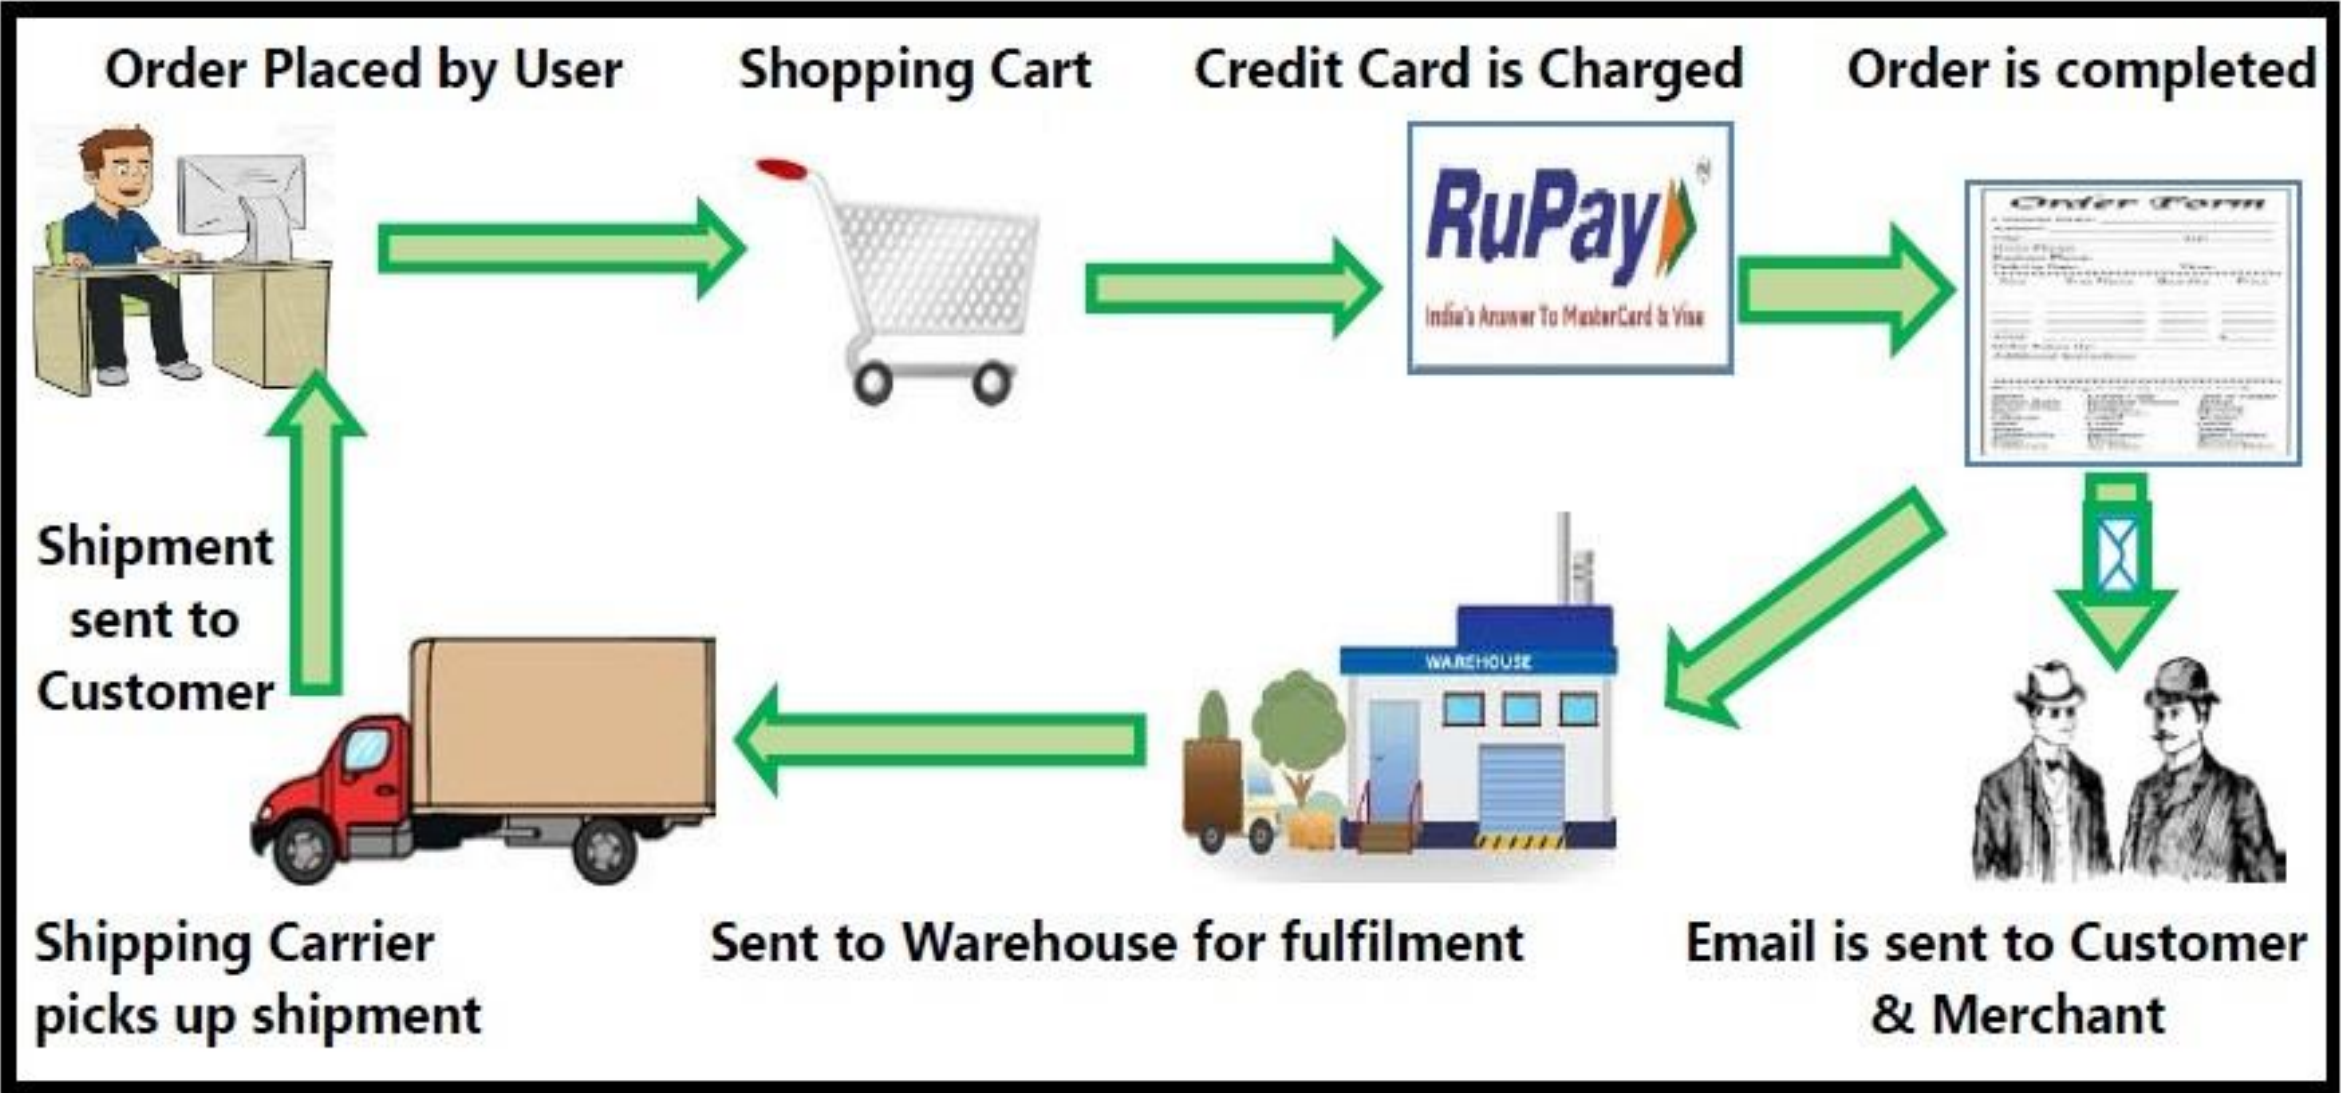 Order Placed by User
Shopping Cart
Credit Card is Charged
Order is completed
RuPay
India's Answer To MasterCard & Visa
Order Form
Shipment
sent to
Customer
WAREHOUSE
Shipping Carrier
picks up shipment
Sent to Warehouse for fulfilment
Email is sent to Customer
& Merchant